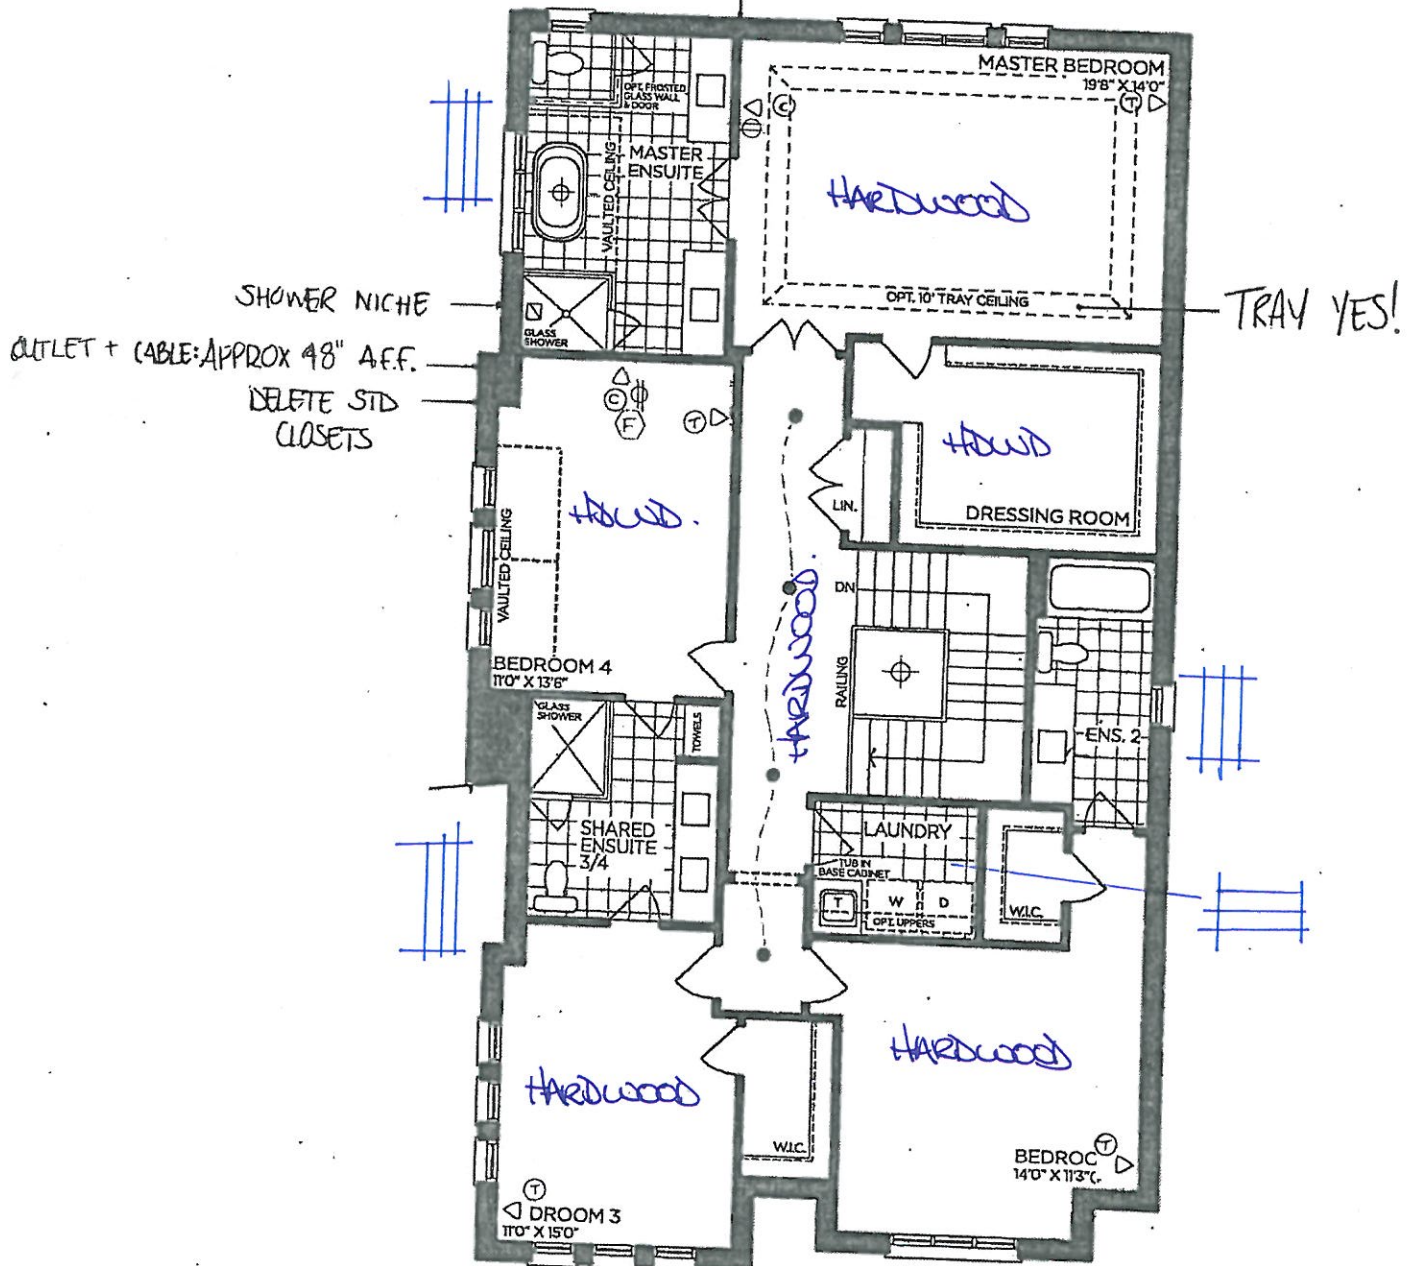 MASTER BEDROOM
19'8" X 14'0"
OPT. FROSTED
GLASS WALL
& DOOR
C
T
MASTER
ENSUITE
VAULTED CEILING
HARDWOOD
OPT. 10' TRAY CEILING
TRAY YES!
SHOWER NICHE
GLASS
SHOWER
OUTLET + CABLE: APPROX 48" A.F.F.
DELETE STD
CLOSETS
C
F
T
HDWD
LIN.
DRESSING ROOM
HDWD.
VAULTED CEILING
DN
HARDWOOD.
RAILING
BEDROOM 4
11'0" X 13'6"
GLASS
SHOWER
TOWELS
ENS. 2
SHARED
ENSUITE
3/4
LAUNDRY
TUB IN
BASE CABINET
T
W
D
OPT. UPPERS
W.I.C.
HARDWOOD
HARDWOOD
W.I.C.
T
BEDROC
14'0" X 11'3"(-
T
DROOM 3
11'0" X 15'0"